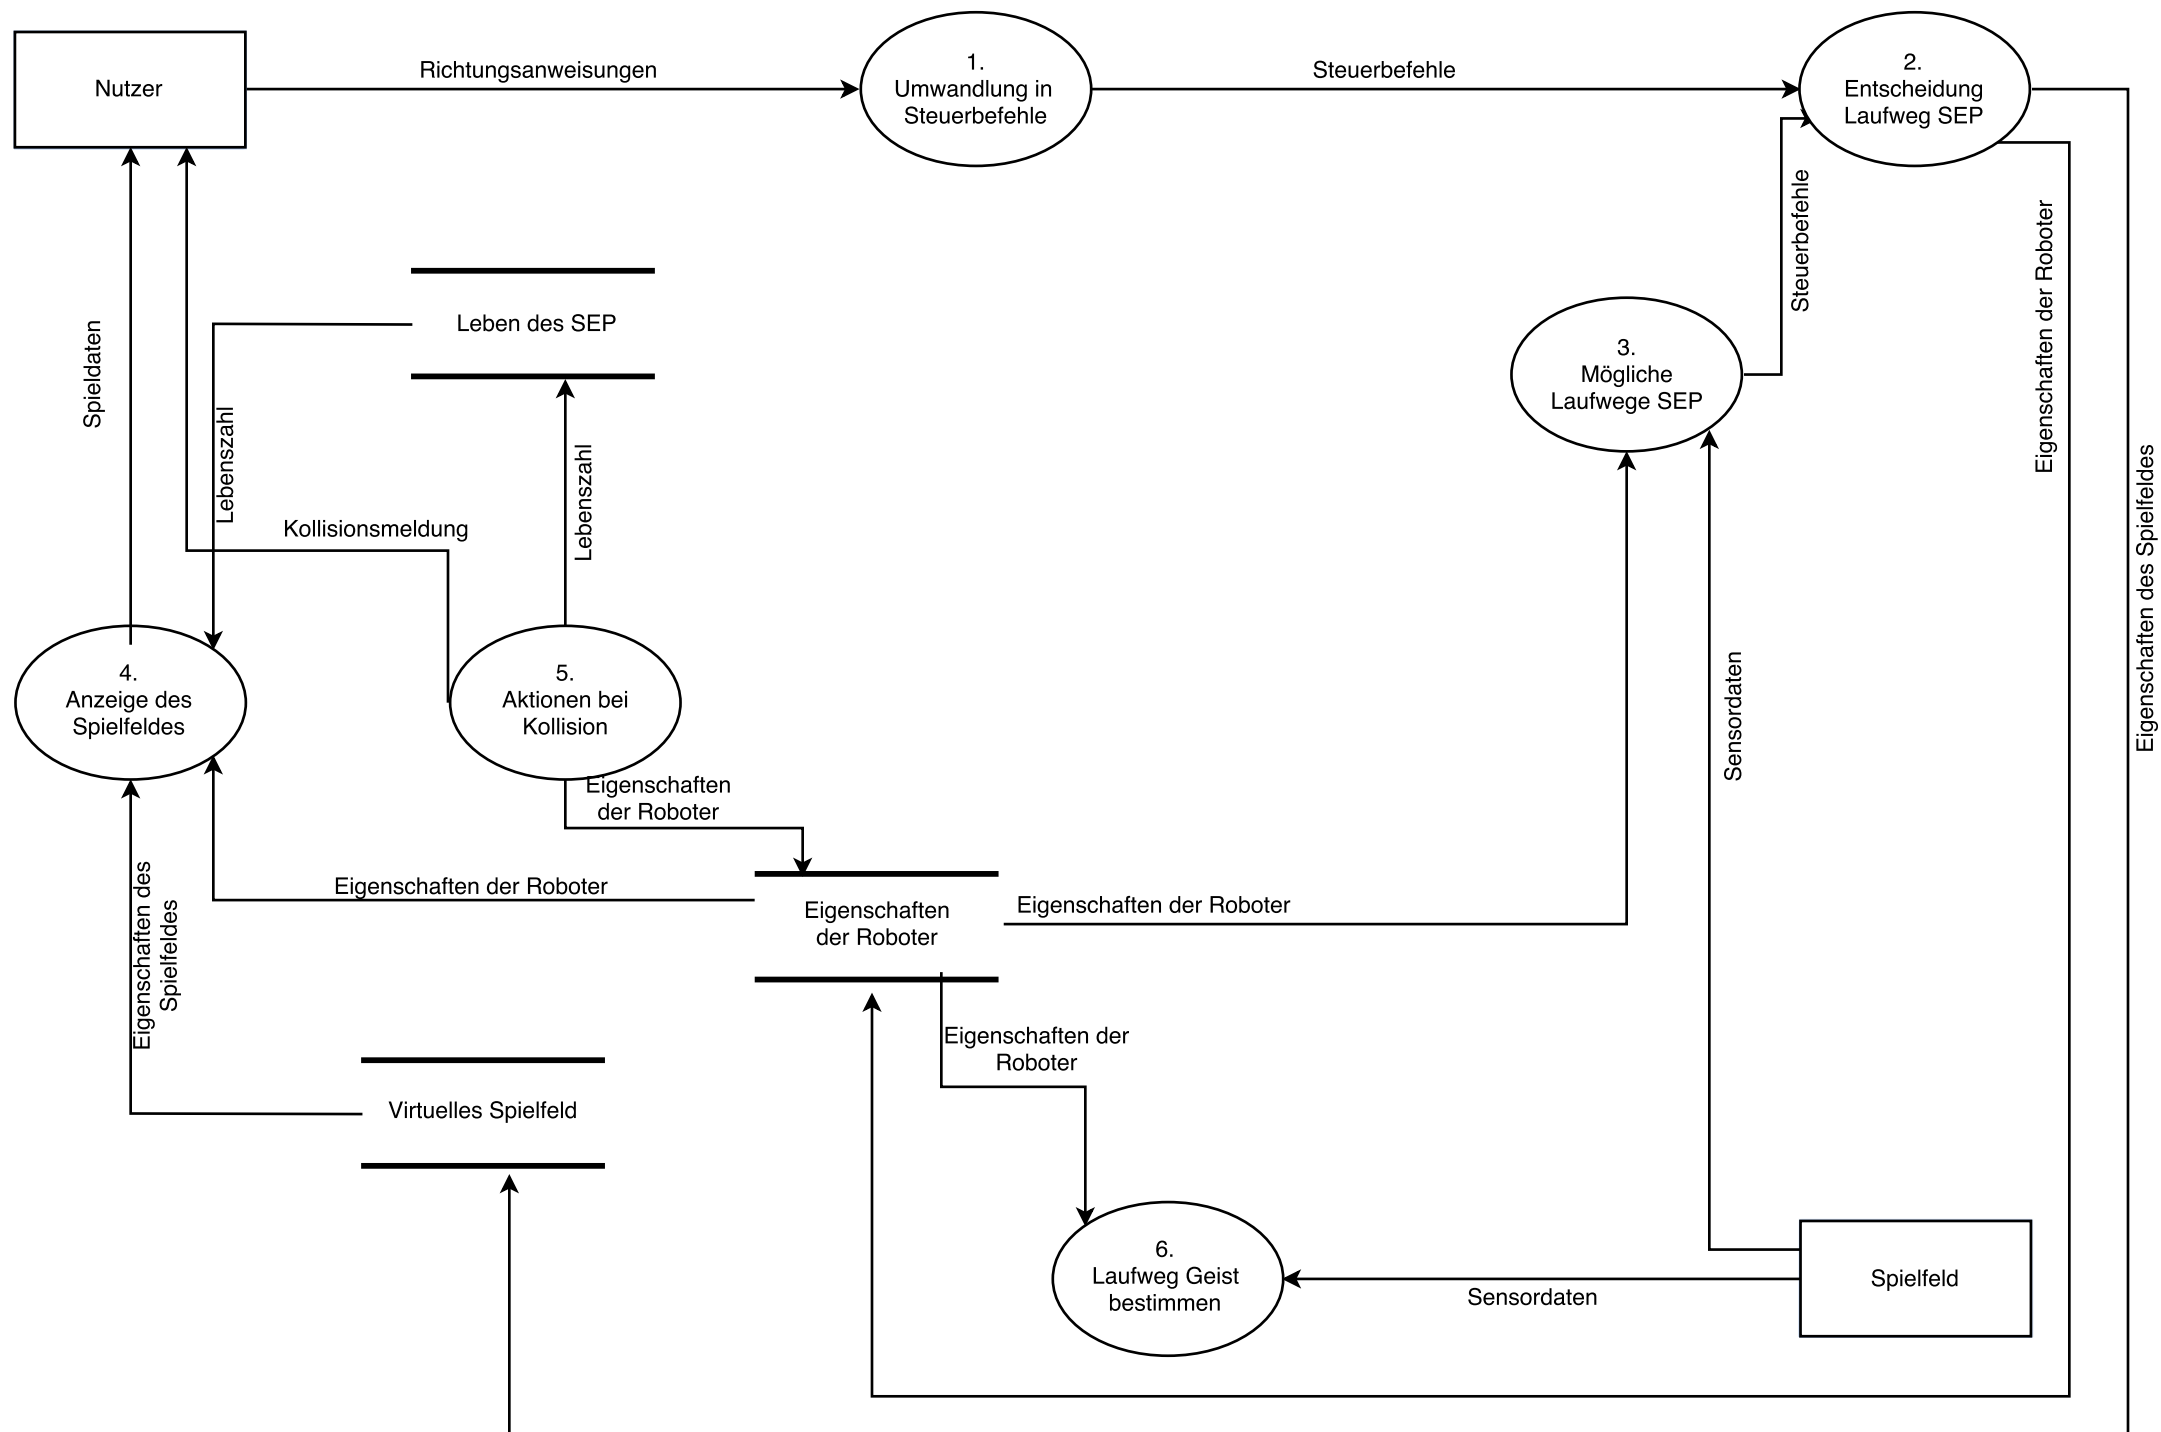 Nutzer
Richtungsanweisungen
1.
Umwandlung in
Steuerbefehle
Steuerbefehle
2.
Entscheidung
Laufweg SEP
Steuerbefehle
Eigenschaften der Roboter
Eigenschaften des Spielfeldes
Leben des SEP
Spieldaten
Lebenszahl
Kollisionsmeldung
Lebenszahl
3.
Mögliche
Laufwege SEP
4.
Anzeige des
Spielfeldes
5.
Aktionen bei
Kollision
Sensordaten
Eigenschaften
der Roboter
Eigenschaften der Roboter
Eigenschaften
der Roboter
Eigenschaften der Roboter
Eigenschaften des
Spielfeldes
Eigenschaften der
Roboter
Virtuelles Spielfeld
6.
Laufweg Geist
bestimmen
Sensordaten
Spielfeld